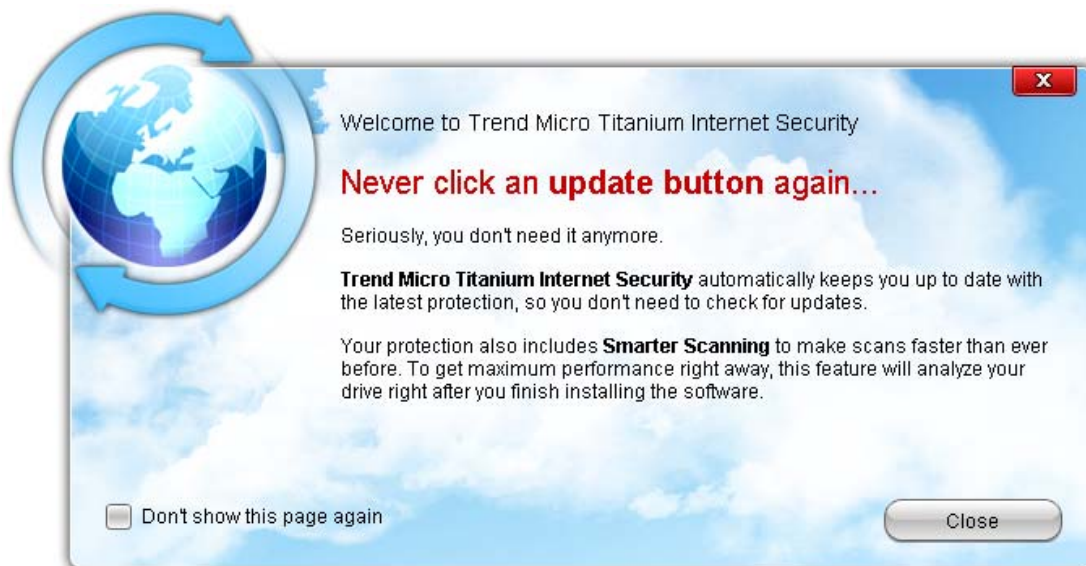 X
Welcome to Trend Micro Titanium Internet Security
Never click an update button again...
Seriously, you don't need it anymore.
Trend Micro Titanium Internet Security automatically keeps you up to date with
the latest protection, so you don't need to check for updates.
Your protection also includes Smarter Scanning to make scans faster than ever
before. To get maximum performance right away, this feature will analyze your
drive right after you finish installing the software.
Don't show this page again
Close